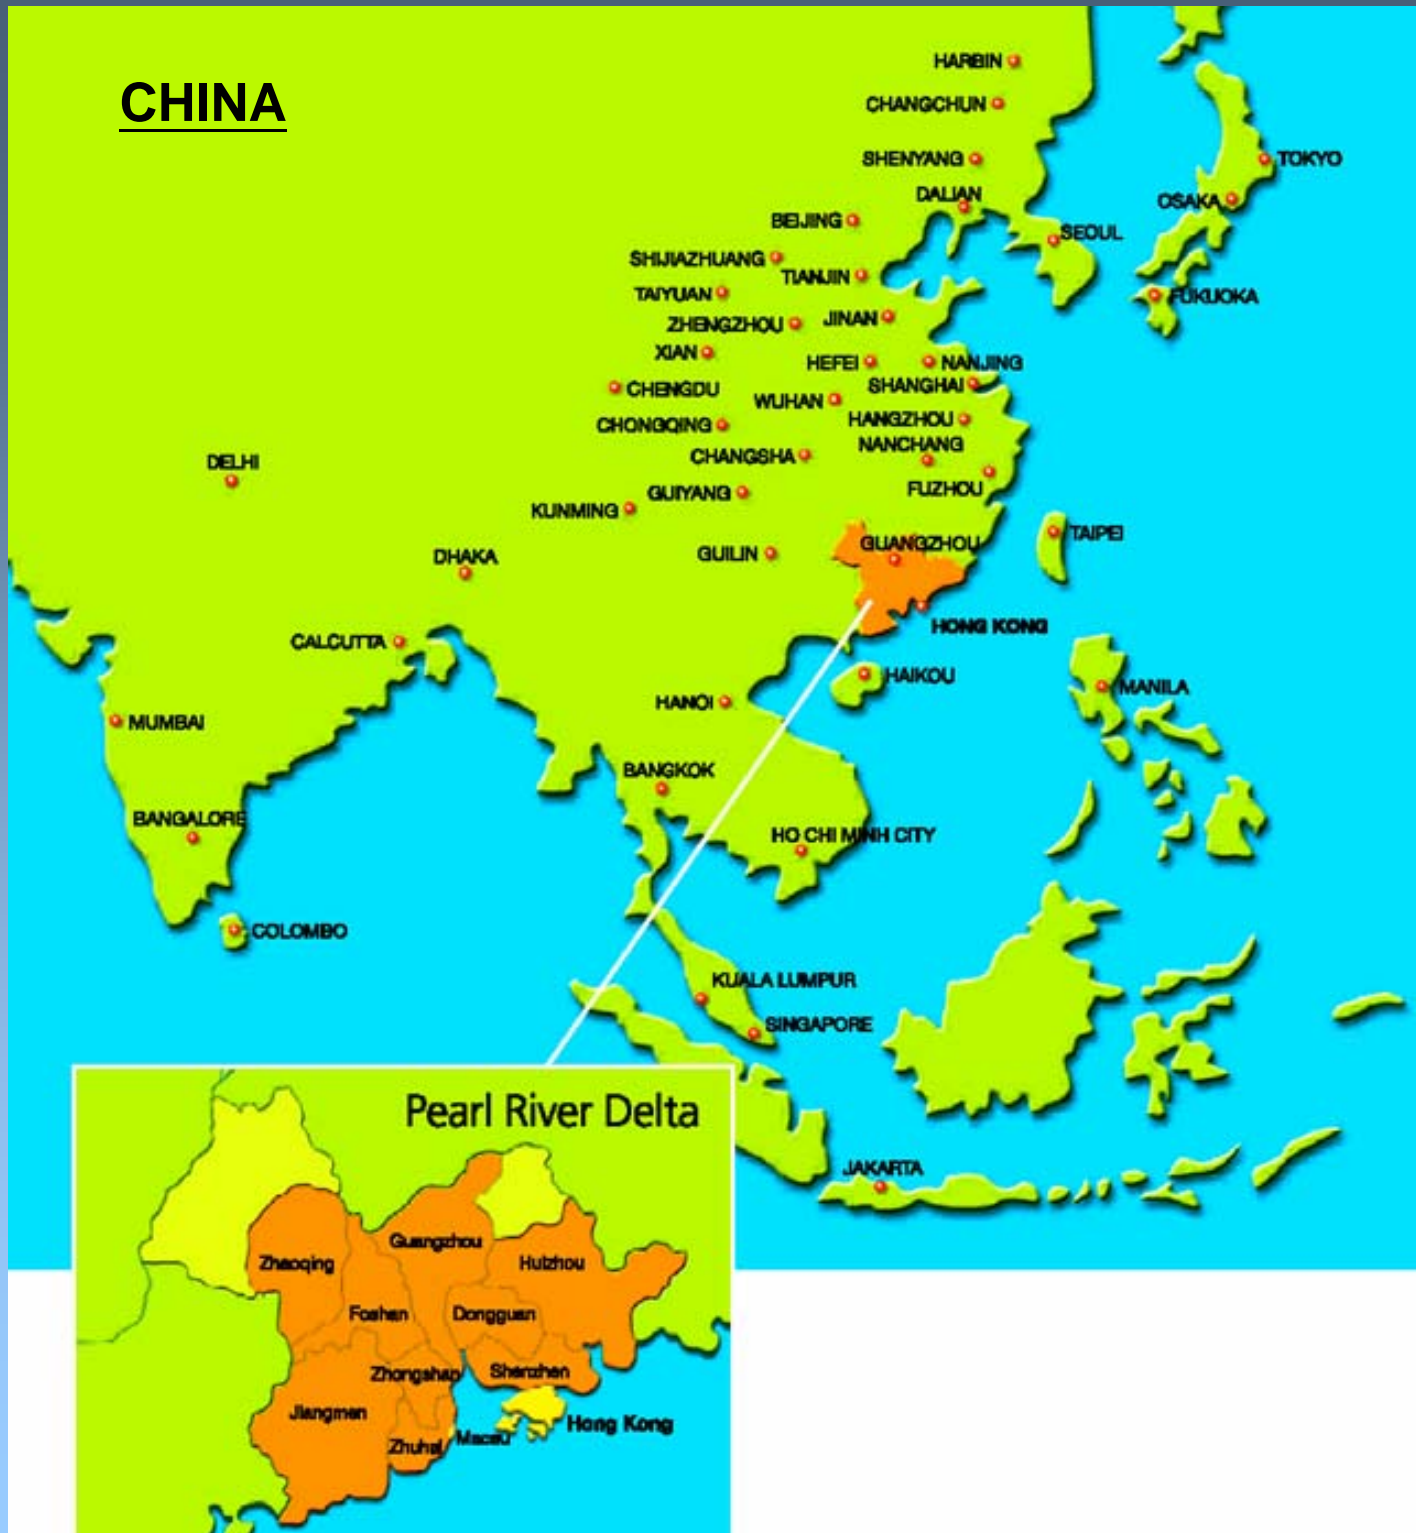 CHINA
HARBIN
CHANGCHUN
SHENYANG
TOKYO
DALIAN
OSAKA
BEIJING
SEOUL
SHIJIAZHUANG
TIANJIN
TAIYUAN
FUKUOKA
ZHENGZHOU
JINAN
XIAN
HEFEI
NANJING
CHENGDU
SHANGHAI
WUHAN
CHONGQING
HANGZHOU
NANCHANG
CHANGSHA
DELHI
GUIYANG
FUZHOU
KUNMING
TAIPEI
GUANGZHOU
DHAKA
GUILIN
HONG KONG
CALCUTTA
HAIKOU
MANILA
HANOI
MUMBAI
BANGKOK
BANGALORE
HO CHI MINH CITY
COLOMBO
KUALA LUMPUR
SINGAPORE
JAKARTA
Pearl River Delta
Guangzhou
Zhaoqing
Huizhou
Foshan
Dongguan
Zhongshan
Shenzhen
Jiangmen
Hong Kong
Macau
Zhuhai